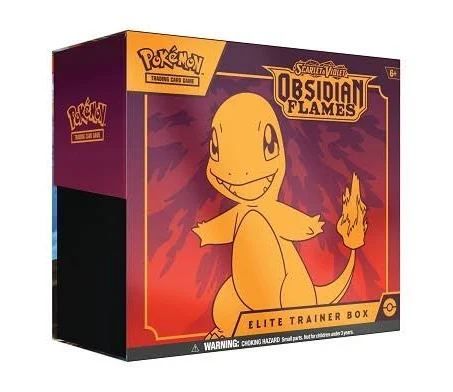 POKéMON
TRADING CARD GAME
POKéMON
TRADING CARD GAME
SCARLET & VIOLET
OBSIDIAN
FLAMES
6+
ELITE TRAINER BOX
WARNING: CHOKING HAZARD Small parts. Not for children under 3 years.